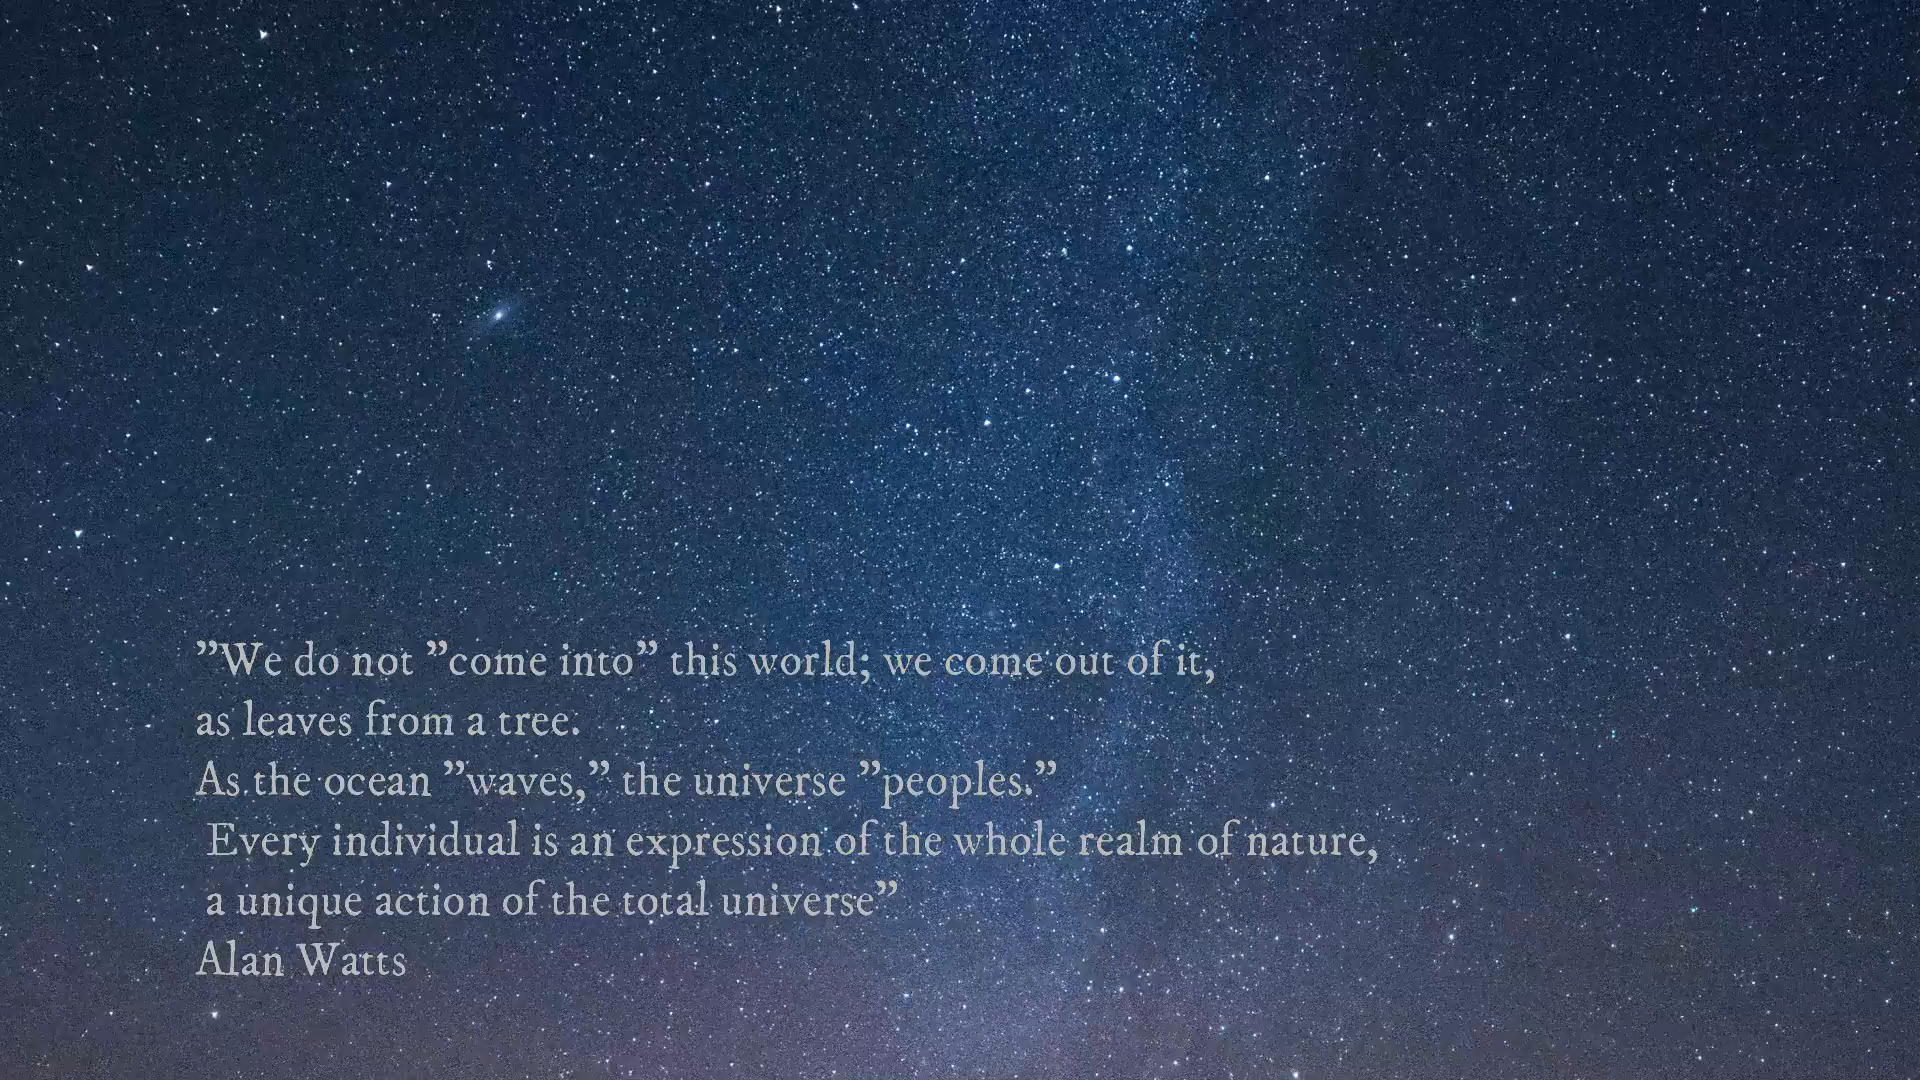 ”We do not ”come into” this world; we come out of it,
as leaves from a tree.
As the ocean ”waves,” the universe ”peoples.”
Every individual is an expression of the whole realm of nature,
a unique action of the total universe”
Alan Watts